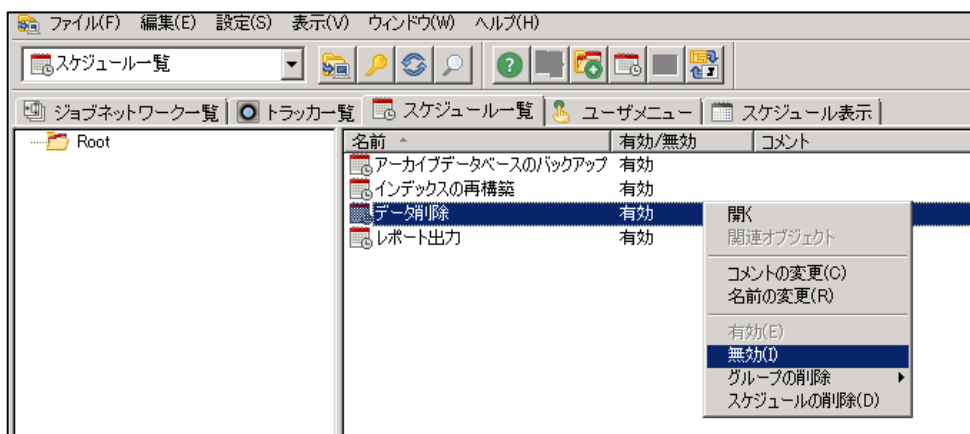 ファイル(F) 編集(E) 設定(S) 表示(V) ウィンドウ(W) ヘルプ(H)
スケジュール一覧
ジョブネットワーク一覧 トラッカ一覧 スケジュール一覧 ユーザメニュー スケジュール表示
Root
名前 有効/無効 コメント
アーカイブデータベースのバックアップ 有効
インデックスの再構築 有効
データ削除 有効
レポート出力 有効
開く
関連オブジェクト
コメントの変更(C)
名前の変更(R)
有効(E)
無効(I)
グループの削除
スケジュールの削除(D)